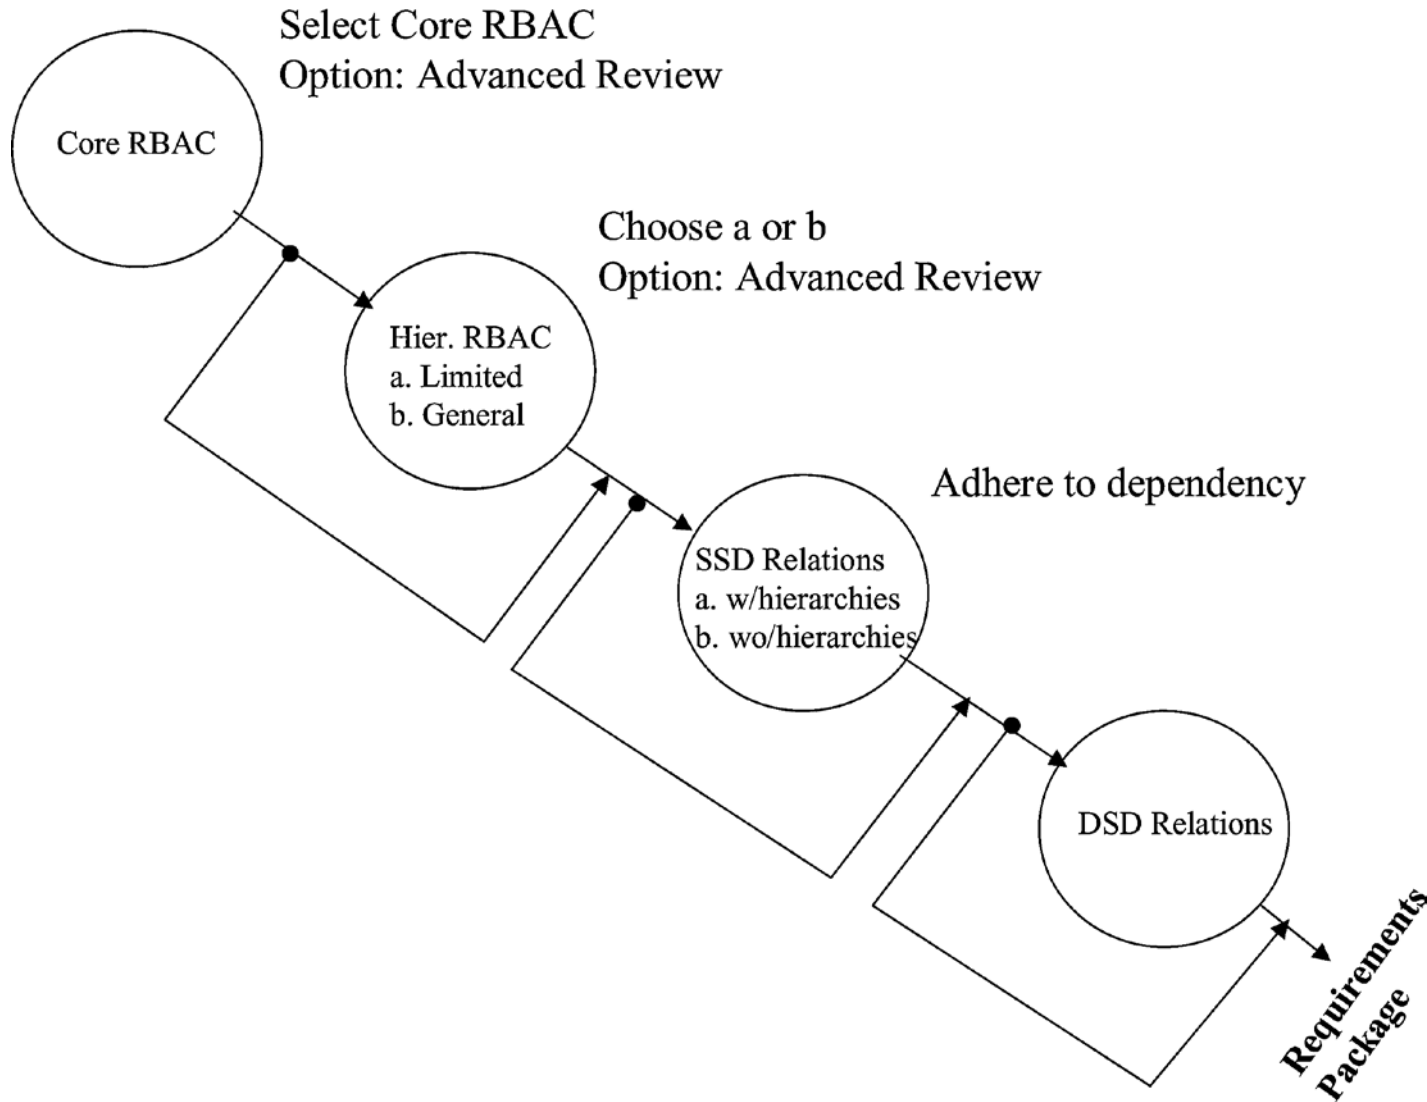 Select Core RBAC
Option: Advanced Review
Core RBAC
Choose a or b
Option: Advanced Review
Hier. RBAC
a. Limited
b. General
Adhere to dependency
SSD Relations
a. w/hierarchies
b. wo/hierarchies
DSD Relations
Requirements
Package